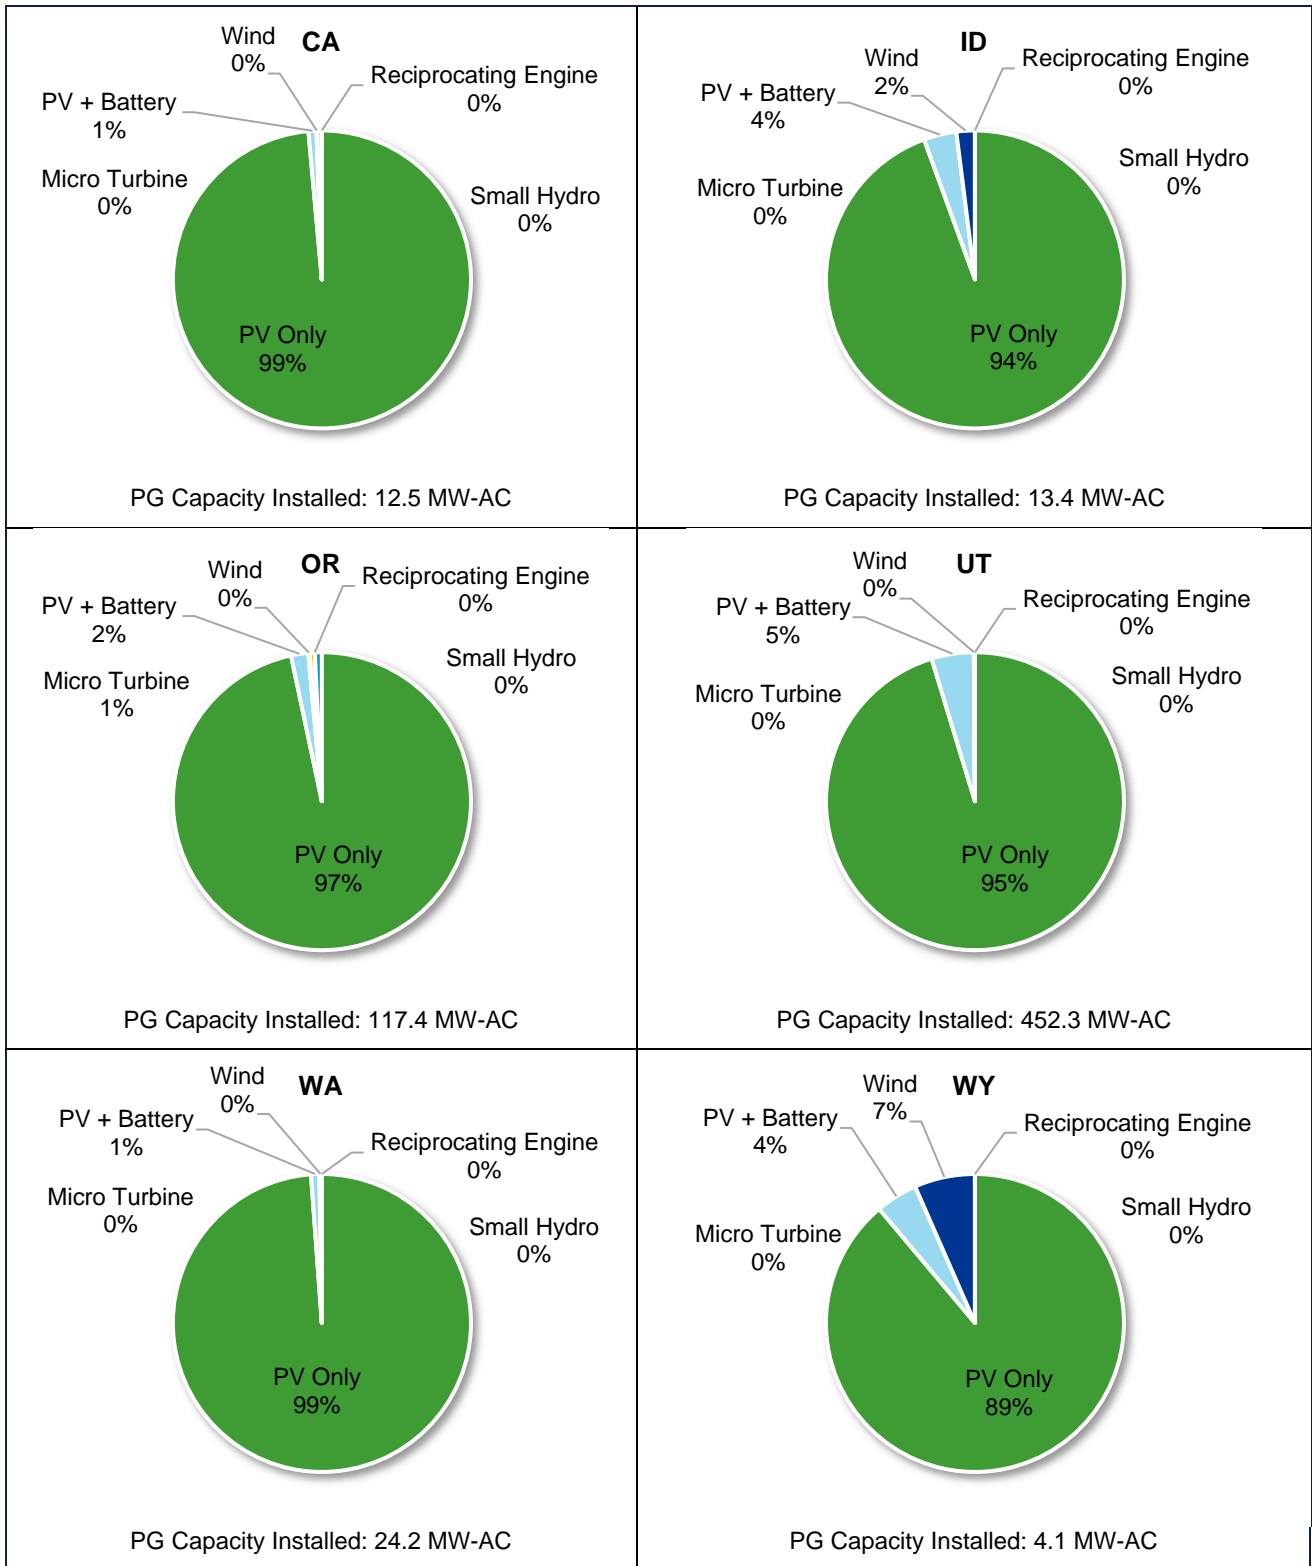 CA
Wind
0%
Reciprocating Engine
0%
PV + Battery
1%
Micro Turbine
0%
Small Hydro
0%
PV Only
99%
PG Capacity Installed: 12.5 MW-AC
ID
Wind
2%
Reciprocating Engine
0%
PV + Battery
4%
Small Hydro
0%
Micro Turbine
0%
PV Only
94%
PG Capacity Installed: 13.4 MW-AC
OR
Wind
0%
Reciprocating Engine
0%
PV + Battery
2%
Small Hydro
0%
Micro Turbine
1%
PV Only
97%
PG Capacity Installed: 117.4 MW-AC
UT
Wind
0%
Reciprocating Engine
0%
PV + Battery
5%
Small Hydro
0%
Micro Turbine
0%
PV Only
95%
PG Capacity Installed: 452.3 MW-AC
WA
Wind
0%
PV + Battery
1%
Reciprocating Engine
0%
Micro Turbine
0%
Small Hydro
0%
PV Only
99%
PG Capacity Installed: 24.2 MW-AC
WY
Wind
7%
PV + Battery
4%
Reciprocating Engine
0%
Small Hydro
0%
Micro Turbine
0%
PV Only
89%
PG Capacity Installed: 4.1 MW-AC